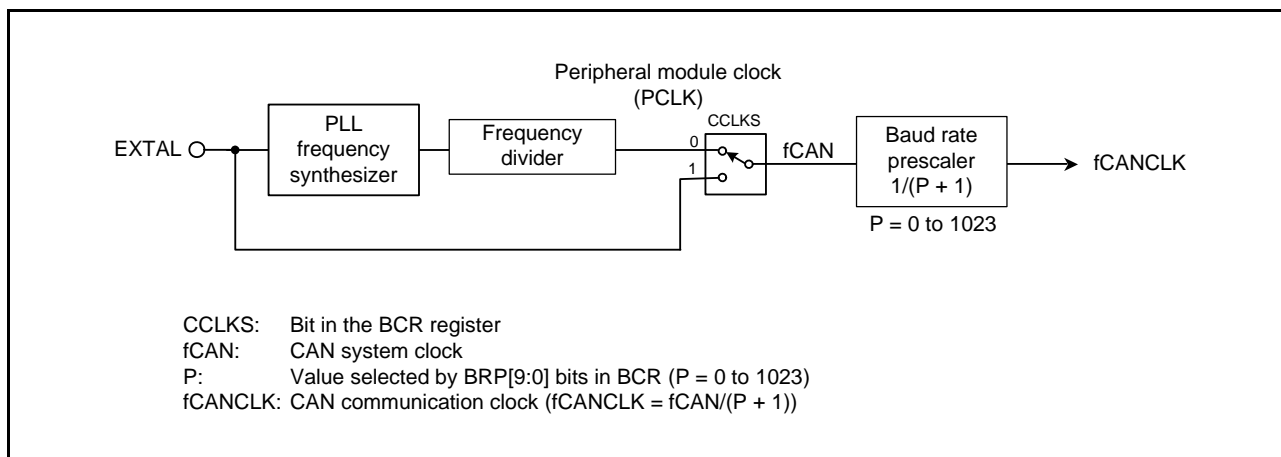 Peripheral module clock
(PCLK)
EXTAL
PLL
frequency
synthesizer
Frequency
divider
CCLKS
0
1
fCAN
Baud rate
prescaler
1/(P + 1)
P = 0 to 1023
fCANCLK
CCLKS: Bit in the BCR register
fCAN: CAN system clock
P: Value selected by BRP[9:0] bits in BCR (P = 0 to 1023)
fCANCLK: CAN communication clock (fCANCLK = fCAN/(P + 1))